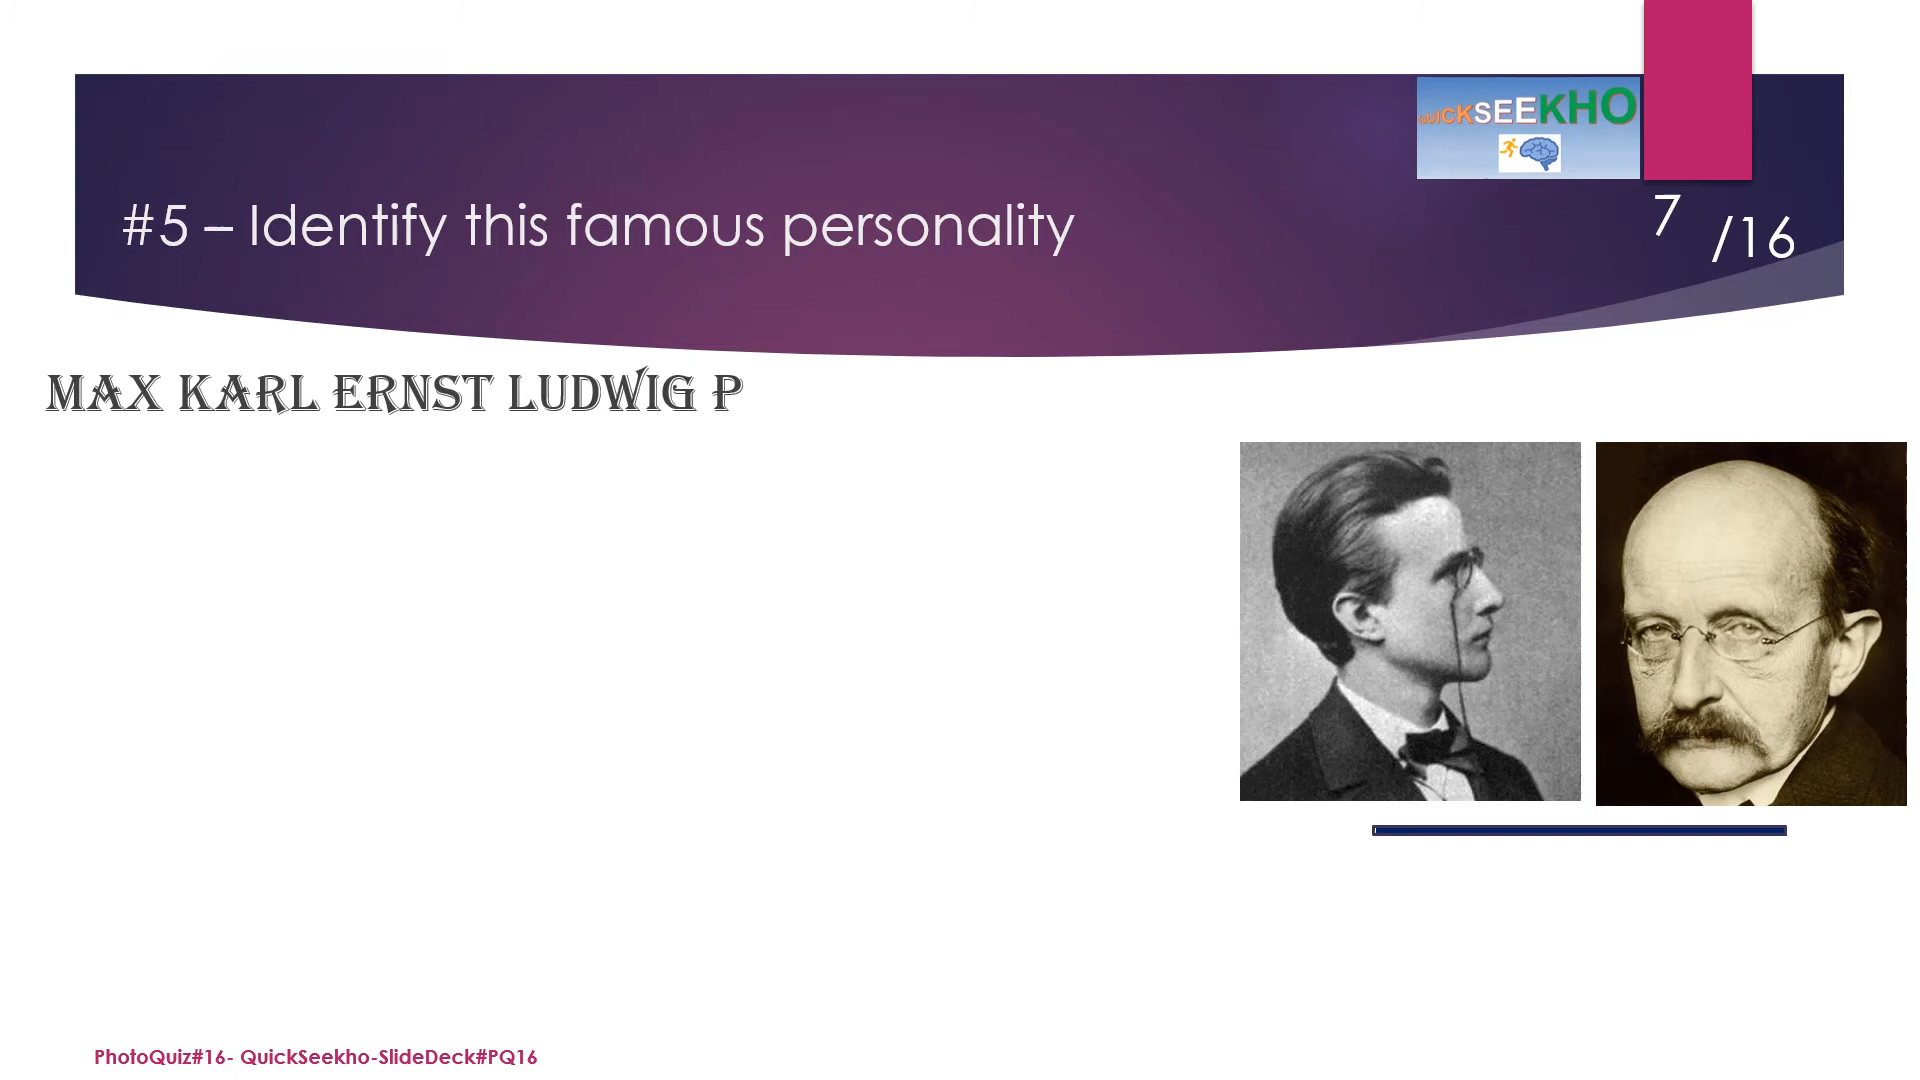 QUICKSEEKHO
#5 – Identify this famous personality
7 /16
MAX KARL ERNST LUDWIG P
PhotoQuiz#16- QuickSeekho-SlideDeck#PQ16